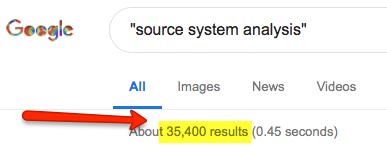 Google "source system analysis"
All Images News Videos
About 35,400 results (0.45 seconds)